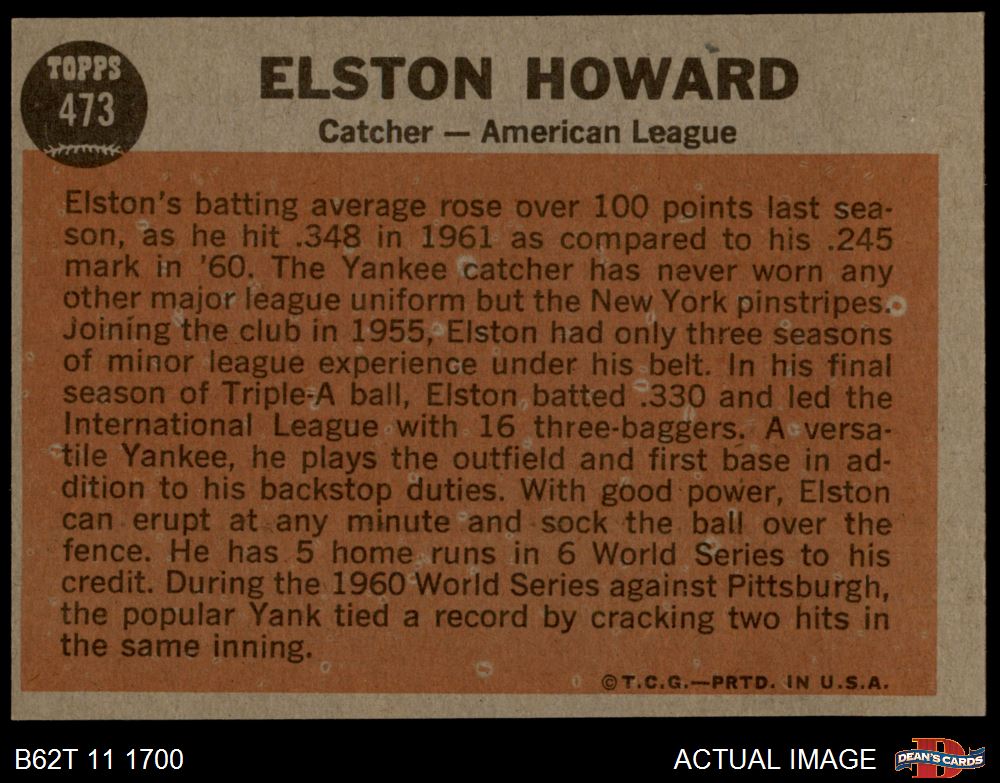 TOPPS
473
ELSTON HOWARD
Catcher — American League
Elston's batting average rose over 100 points last sea-
son, as he hit .348 in 1961 as compared to his .245
mark in '60. The Yankee catcher has never worn any
other major league uniform but the New York pinstripes.
Joining the club in 1955, Elston had only three seasons
of minor league experience under his belt. In his final
season of Triple-A ball, Elston batted .330 and led the
International League with 16 three-baggers. A versa-
tile Yankee, he plays the outfield and first base in ad-
dition to his backstop duties. With good power, Elston
can erupt at any minute and sock the ball over the
fence. He has 5 home runs in 6 World Series to his
credit. During the 1960 World Series against Pittsburgh,
the popular Yank tied a record by cracking two hits in
the same inning.
©T.C.G.—PRTD. IN U.S.A.
B62T 11 1700
ACTUAL IMAGE
D
DEAN'S CARDS